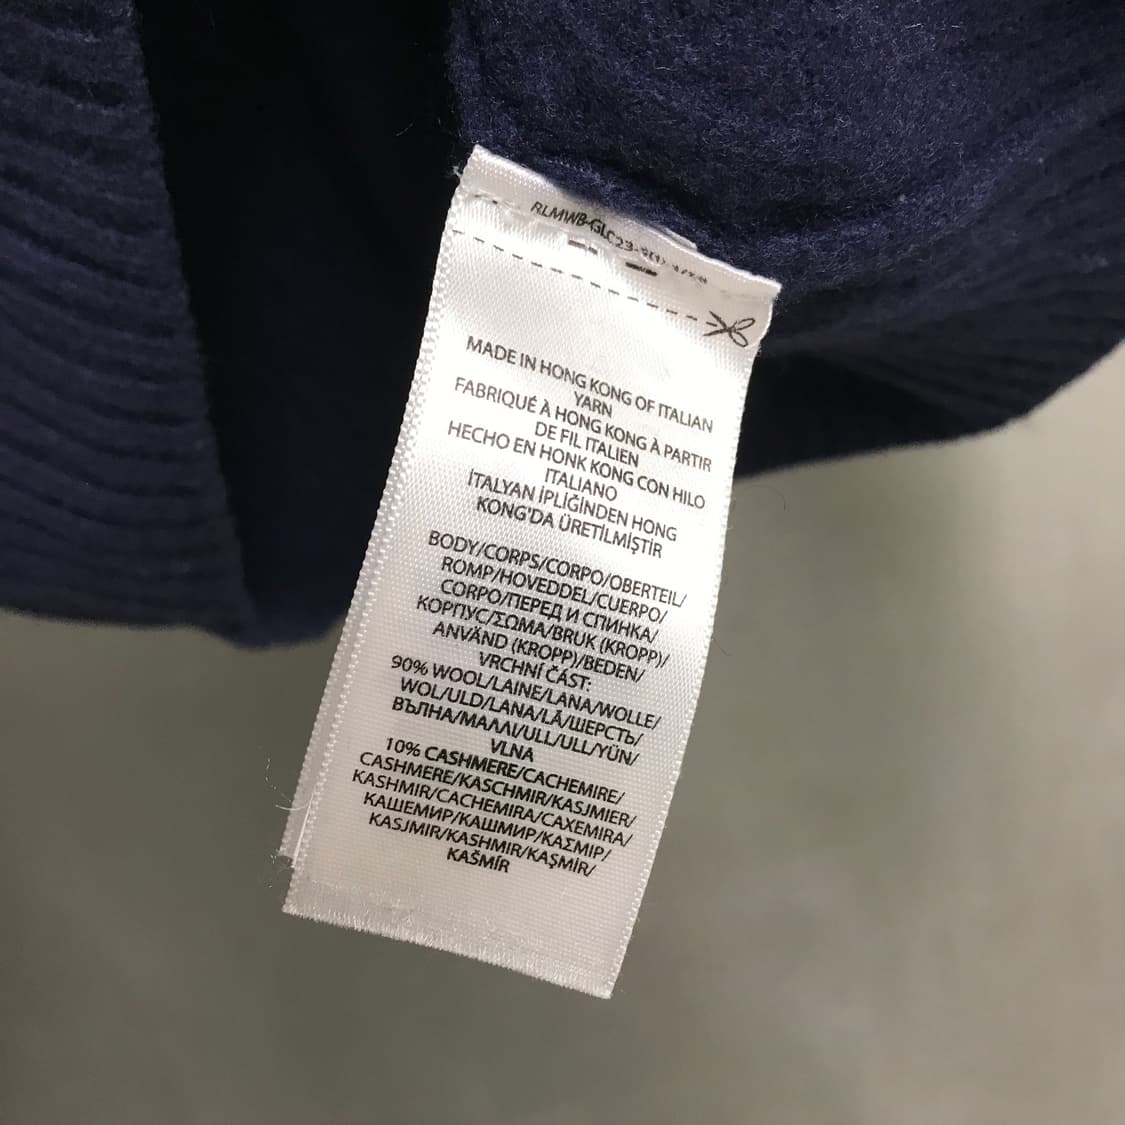 RLMWB-GLC23-
MADE IN HONG KONG OF ITALIAN
YARN
FABRIQUÉ À HONG KONG À PARTIR
DE FIL ITALIEN
HECHO EN HONK KONG CON HILO
ITALIANO
İTALYAN İPLİĞİNDEN HONG
KONG'DA ÜRETİLMİŞTİR
BODY/CORPS/CORPO/OBERTEIL/
ROMP/HOVEDDEL/CUERPO/
CORPO/ПЕРЕД И СПИНКА/
КОРПУС/ΣΩΜΑ/BRUK (KROPP)/
ANVÄND (KROPP)/BEDEN/
VRCHNÍ ČÁST:
90% WOOL/LAINE/LANA/WOLLE/
WOL/ULD/LANA/LÃ/ШЕРСТЬ/
ВЪЛНА/ΜΑΛΛΙ/ULL/ULL/YÜN/
VLNA
10% CASHMERE/CACHEMIRE/
CASHMERE/KASCHMIR/KASJMIER/
KASHMIR/CACHEMIRA/CAXEMIRA/
КАШЕМИР/КАШМИР/ΚΑΣΜΙΡ/
KASJMIR/KASHMIR/KAŞMİR/
KAŠMÍR